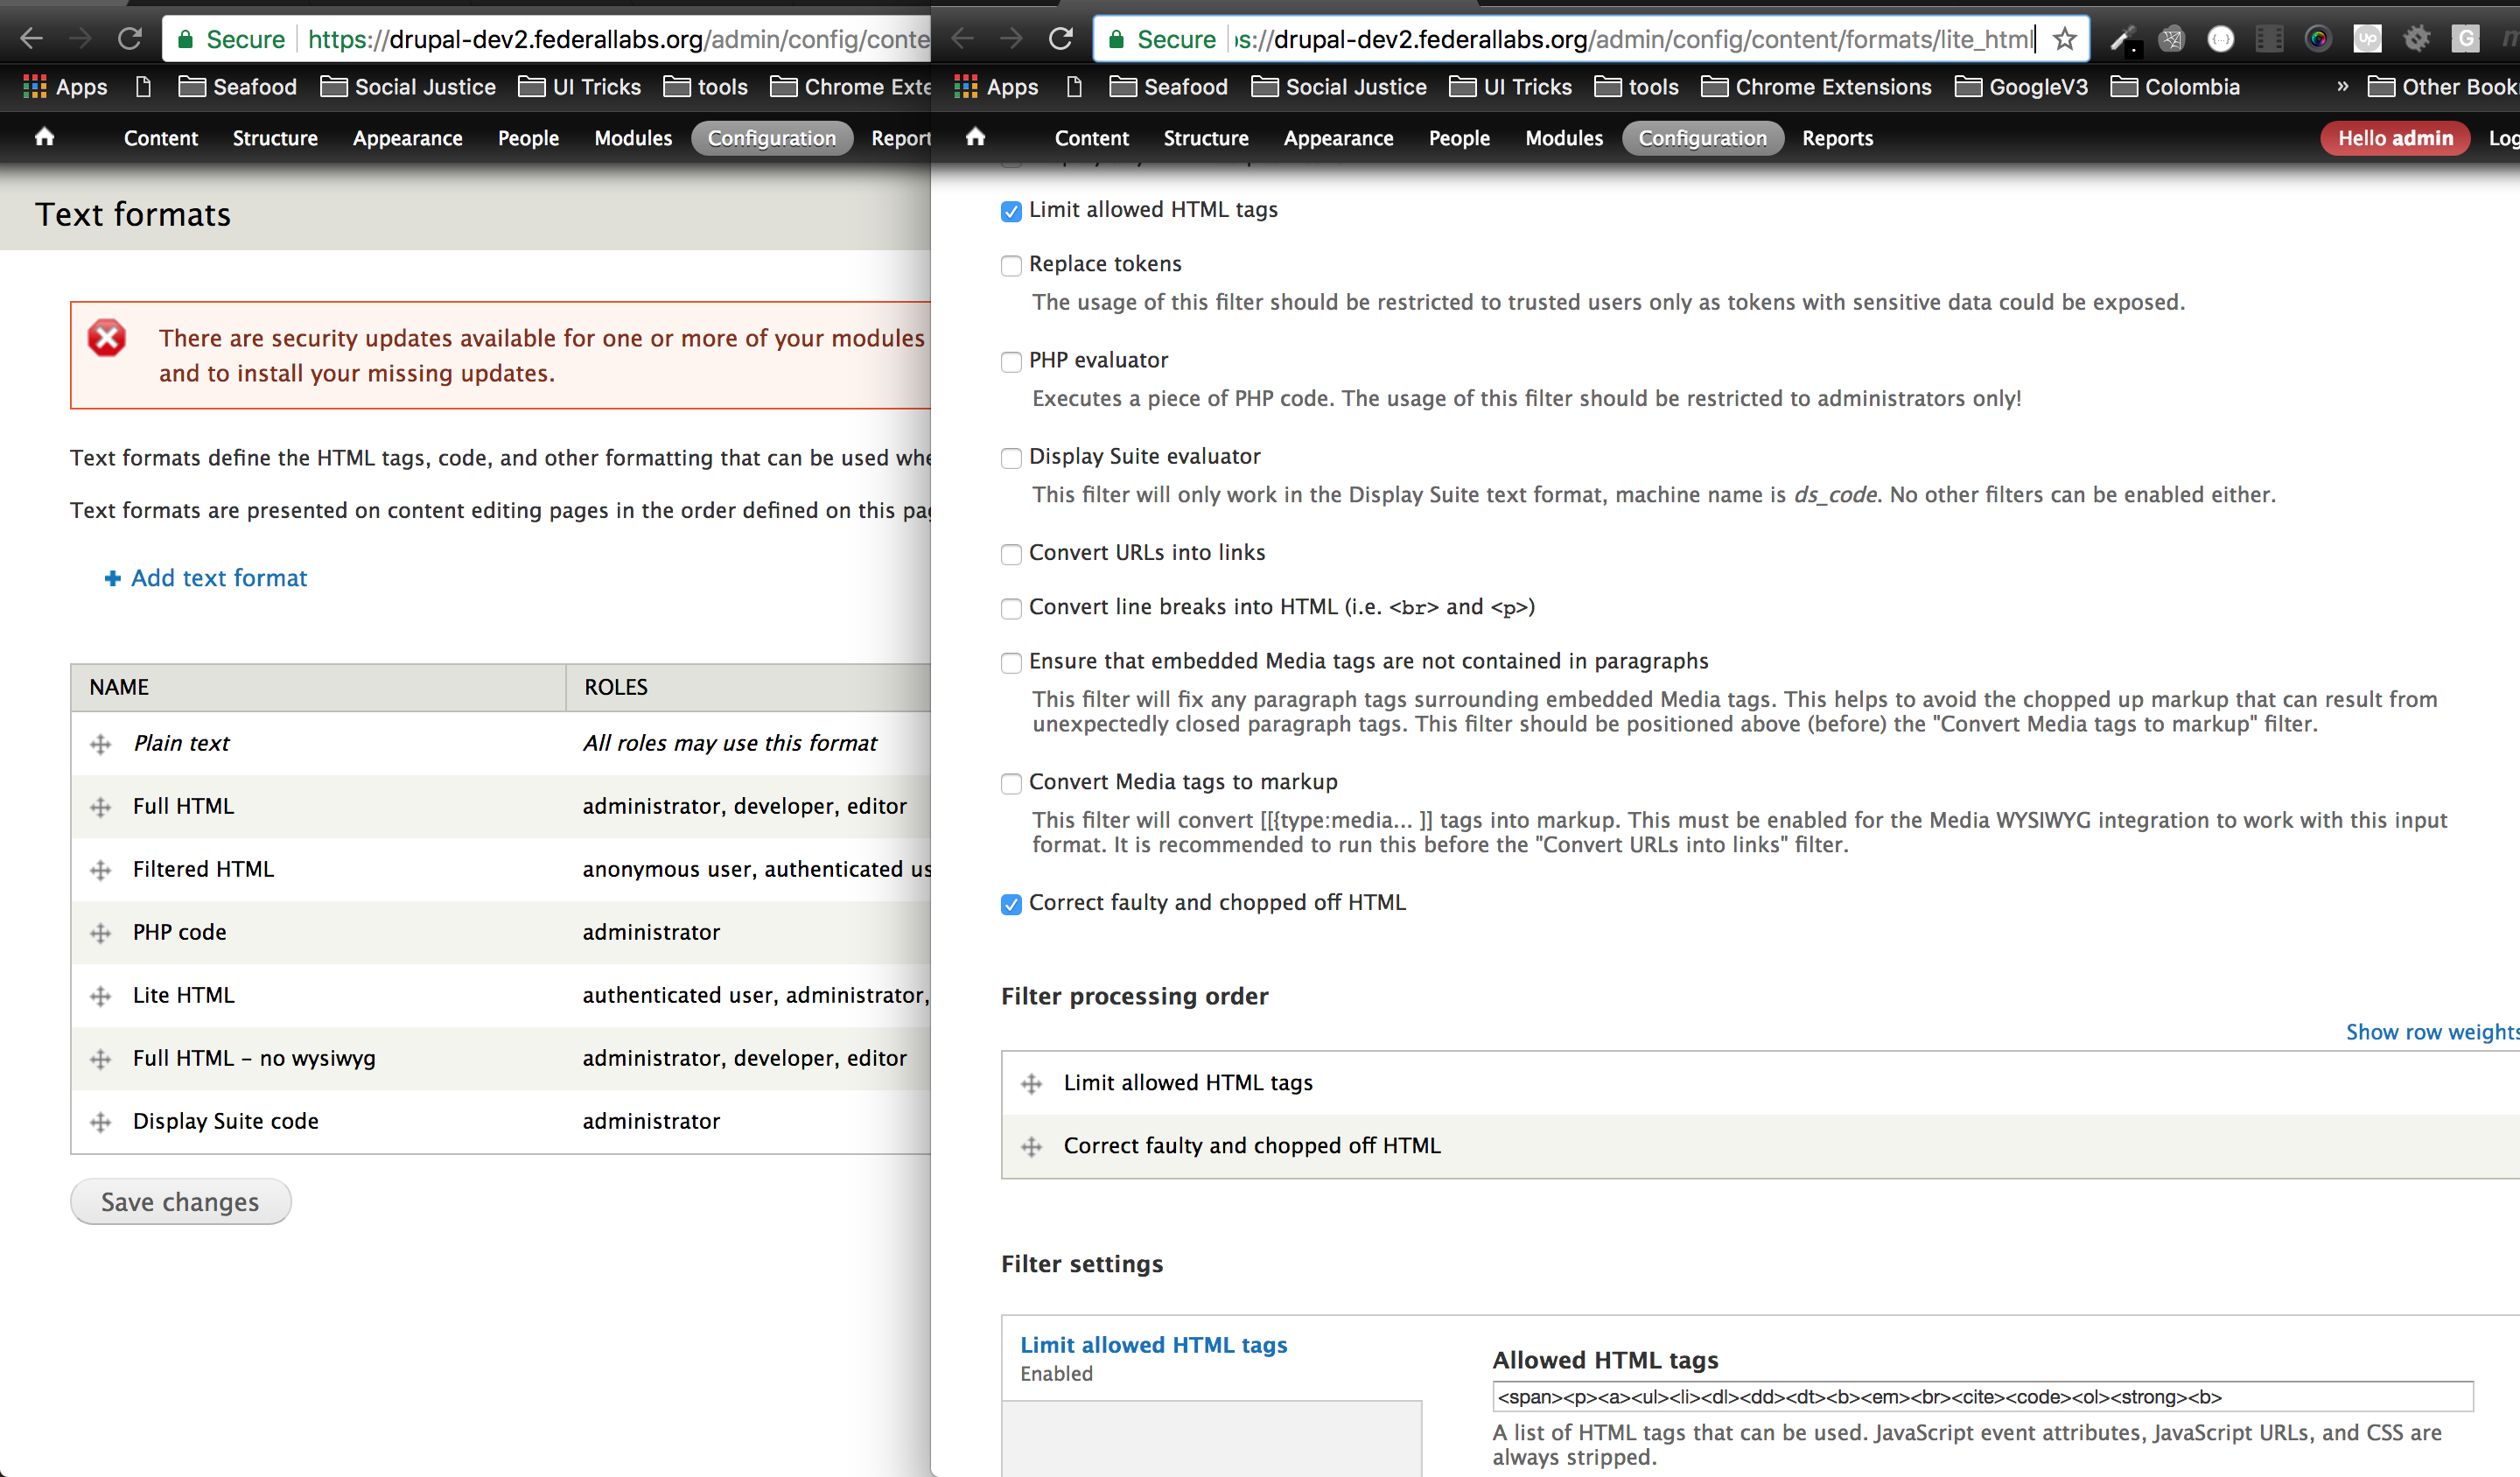 Secure https://drupal-dev2.federallabs.org/admin/config/conte
Apps Seafood Social Justice UI Tricks tools Chrome Exte
Content Structure Appearance People Modules Configuration Report
Text formats
There are security updates available for one or more of your modules
and to install your missing updates.
Text formats define the HTML tags, code, and other formatting that can be used whe
Text formats are presented on content editing pages in the order defined on this pag
Add text format
NAME ROLES
Plain text All roles may use this format
Full HTML administrator, developer, editor
Filtered HTML anonymous user, authenticated us
PHP code administrator
Lite HTML authenticated user, administrator,
Full HTML - no wysiwyg administrator, developer, editor
Display Suite code administrator
Save changes
Secure s://drupal-dev2.federallabs.org/admin/config/content/formats/lite_html
Up G
Apps Seafood Social Justice UI Tricks tools Chrome Extensions GoogleV3 Colombia » Other Book
Content Structure Appearance People Modules Configuration Reports Hello admin Log
Limit allowed HTML tags
Replace tokens
The usage of this filter should be restricted to trusted users only as tokens with sensitive data could be exposed.
PHP evaluator
Executes a piece of PHP code. The usage of this filter should be restricted to administrators only!
Display Suite evaluator
This filter will only work in the Display Suite text format, machine name is ds_code. No other filters can be enabled either.
Convert URLs into links
Convert line breaks into HTML (i.e. <br> and <p>)
Ensure that embedded Media tags are not contained in paragraphs
This filter will fix any paragraph tags surrounding embedded Media tags. This helps to avoid the chopped up markup that can result from
unexpectedly closed paragraph tags. This filter should be positioned above (before) the "Convert Media tags to markup" filter.
Convert Media tags to markup
This filter will convert [[{type:media... ]] tags into markup. This must be enabled for the Media WYSIWYG integration to work with this input
format. It is recommended to run this before the "Convert URLs into links" filter.
Correct faulty and chopped off HTML
Filter processing order
Show row weights
Limit allowed HTML tags
Correct faulty and chopped off HTML
Filter settings
Limit allowed HTML tags
Enabled
Allowed HTML tags
<span><p><a><ul><li><dl><dd><dt><b><em><br><cite><code><ol><strong><b>
A list of HTML tags that can be used. JavaScript event attributes, JavaScript URLs, and CSS are
always stripped.